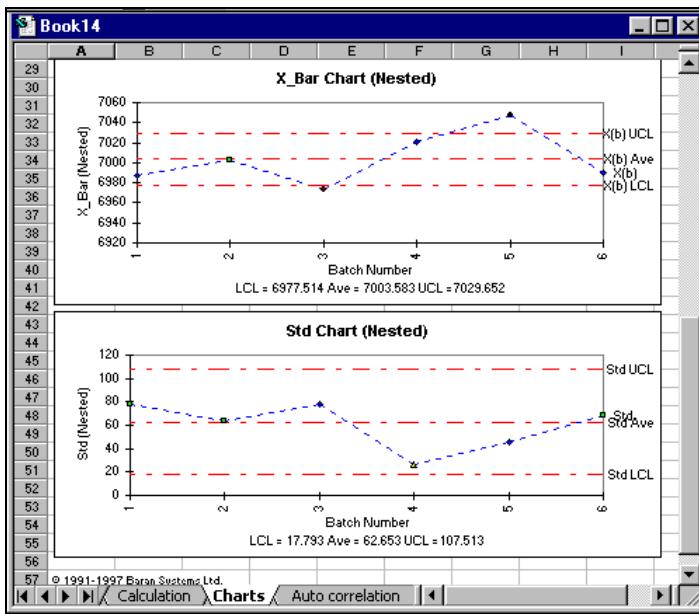 Book14
A B C D E F G H I
29
30
31
32
33
34
35
36
37
38
39
40
41
42
43
44
45
46
47
48
49
50
51
52
53
54
55
56
57
X_Bar Chart (Nested)
X_Bar (Nested)
7060
7040
7020
7000
6980
6960
6940
6920
X(b) UCL
X(b) Ave
X(b)
X(b) LCL
1 2 3 4 5 6
Batch Number
LCL = 6977.514 Ave = 7003.583 UCL =7029.652
Std Chart (Nested)
Std (Nested)
120
100
80
60
40
20
0
Std UCL
Std
Std Ave
Std LCL
1 2 3 4 5 6
Batch Number
LCL = 17.793 Ave = 62.653 UCL =107.513
© 1991-1997 Baran Systems Ltd.
Calculation Charts Auto correlation